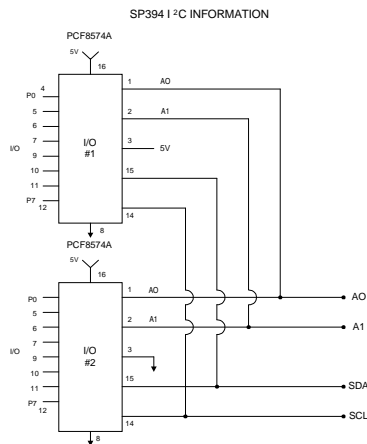 SP394 I²C INFORMATION
PCF8574A
5V
16
4
P0
5
6
7
I/O
9
10
11
P7
12
I/O
#1
1 AO
2 A1
3 5V
15
14
8
PCF8574A
5V
16
P0
5
6
7
I/O
9
10
11
P7
12
I/O
#2
1 AO
2 A1
3
15
14
8
AO
A1
SDA
SCL